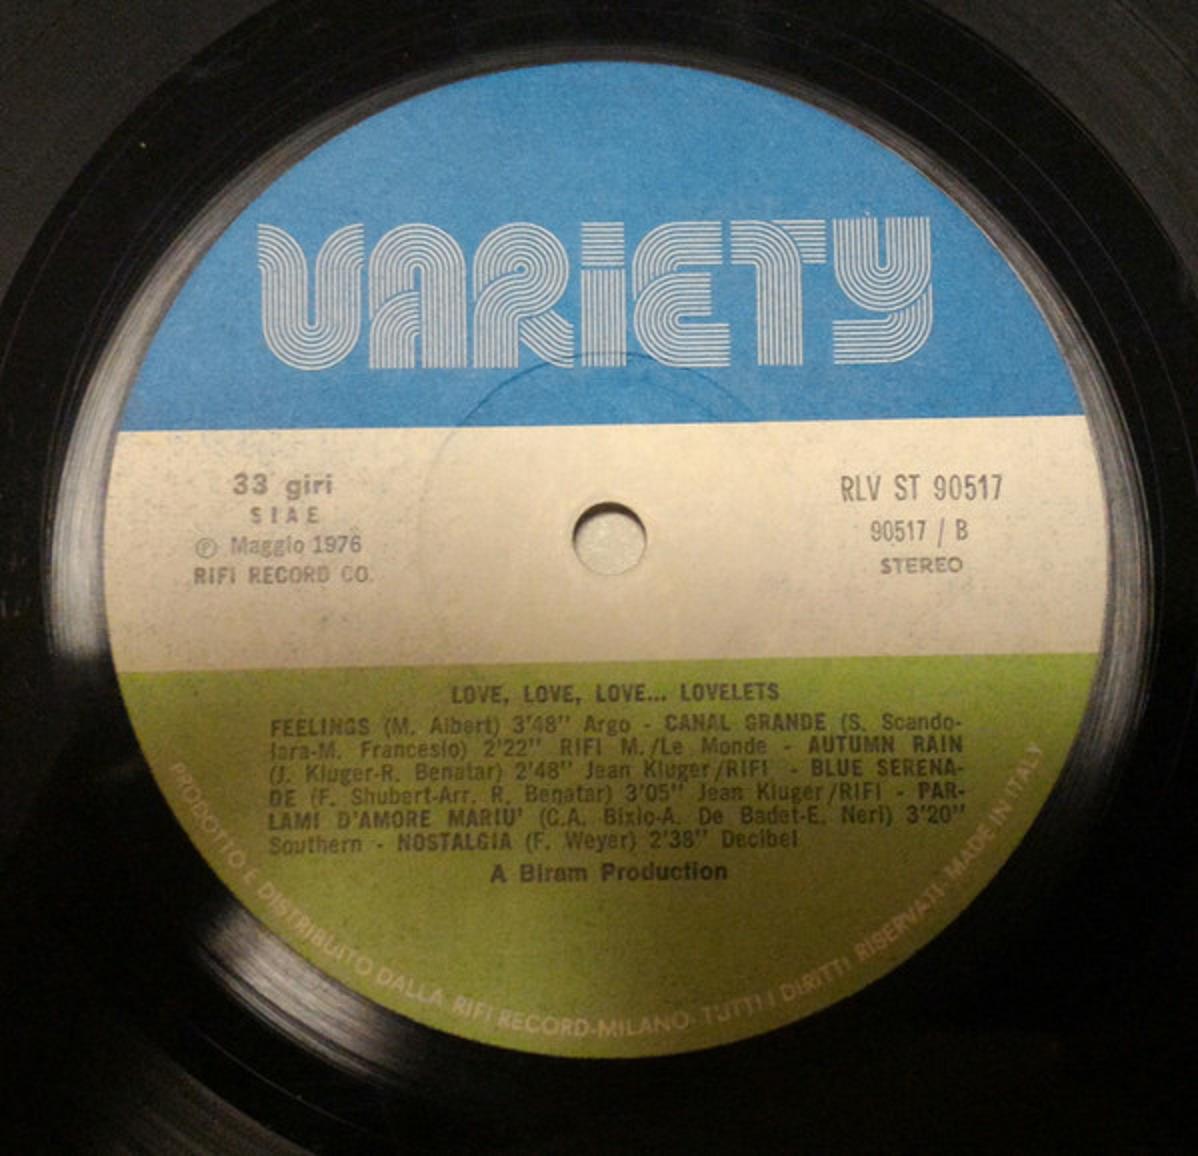 VARIETY
33 giri
SIAE
℗ Maggio 1976
RIFI RECORD CO.
RLV ST 90517
90517 / B
STEREO
LOVE, LOVE, LOVE... LOVELETS
FEELINGS (M. Albert) 3'48'' Argo - CANAL GRANDE (S. Scando-
lara-M. Francesio) 2'22'' RIFI M./Le Monde - AUTUMN RAIN
(J. Kluger-R. Benatar) 2'48'' Jean Kluger/RIFI - BLUE SERENA-
DE (F. Shubert-Arr. R. Benatar) 3'05'' Jean Kluger/RIFI - PAR-
LAMI D'AMORE MARIU' (C.A. Bixio-A. De Badet-E. Neri) 3'20''
Southern - NOSTALGIA (F. Weyer) 2'38'' Decibel
A Biram Production
PRODOTTO E DISTRIBUITO DALLA RIFI RECORD-MILANO. TUTTI I DIRITTI RISERVATI-MADE IN ITALY